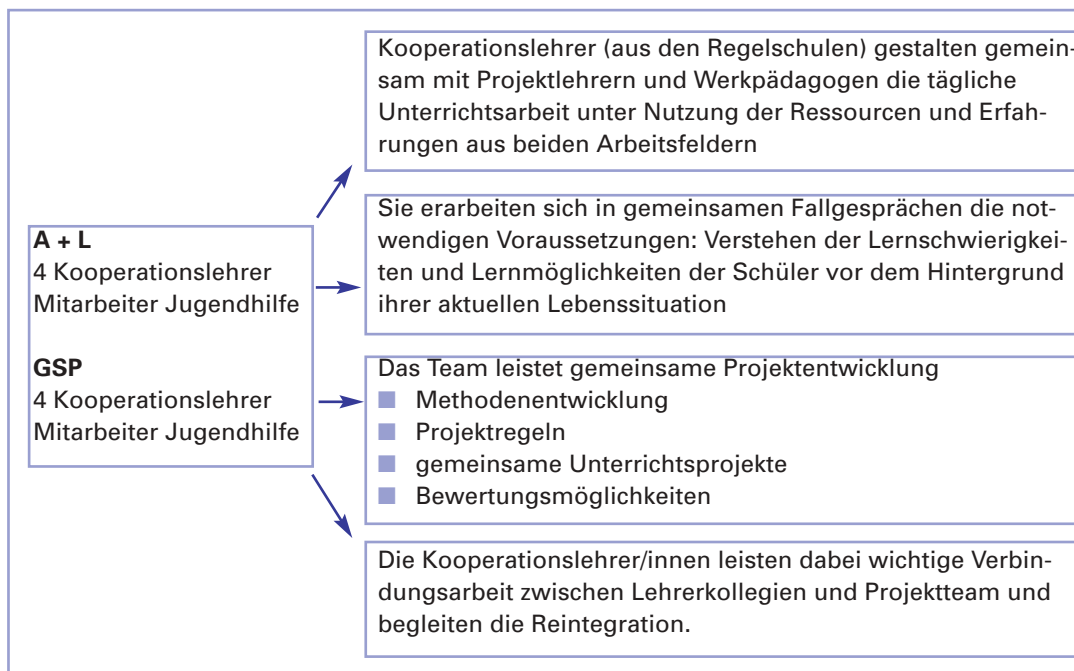 Kooperationslehrer (aus den Regelschulen) gestalten gemein-
sam mit Projektlehrern und Werkpädagogen die tägliche
Unterrichtsarbeit unter Nutzung der Ressourcen und Erfah-
rungen aus beiden Arbeitsfeldern
A + L
4 Kooperationslehrer
Mitarbeiter Jugendhilfe
GSP
4 Kooperationslehrer
Mitarbeiter Jugendhilfe
Sie erarbeiten sich in gemeinsamen Fallgesprächen die not-
wendigen Voraussetzungen: Verstehen der Lernschwierigkei-
ten und Lernmöglichkeiten der Schüler vor dem Hintergrund
ihrer aktuellen Lebenssituation
Das Team leistet gemeinsame Projektentwicklung
Methodenentwicklung
Projektregeln
gemeinsame Unterrichtsprojekte
Bewertungsmöglichkeiten
Die Kooperationslehrer/innen leisten dabei wichtige Verbin-
dungsarbeit zwischen Lehrerkollegien und Projektteam und
begleiten die Reintegration.